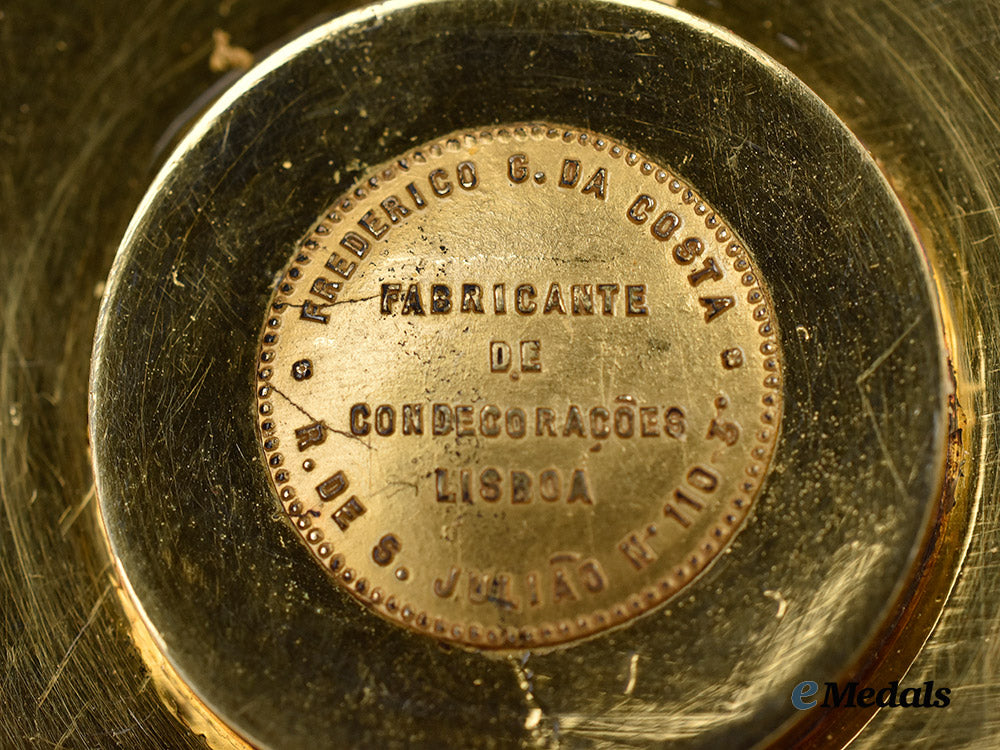 FREDERICO G. DA COSTA
FABRICANTE
DE
CONDECORAÇÕES
LISBOA
R. DE S. JULIÃO Nº 110-3º
eMedals